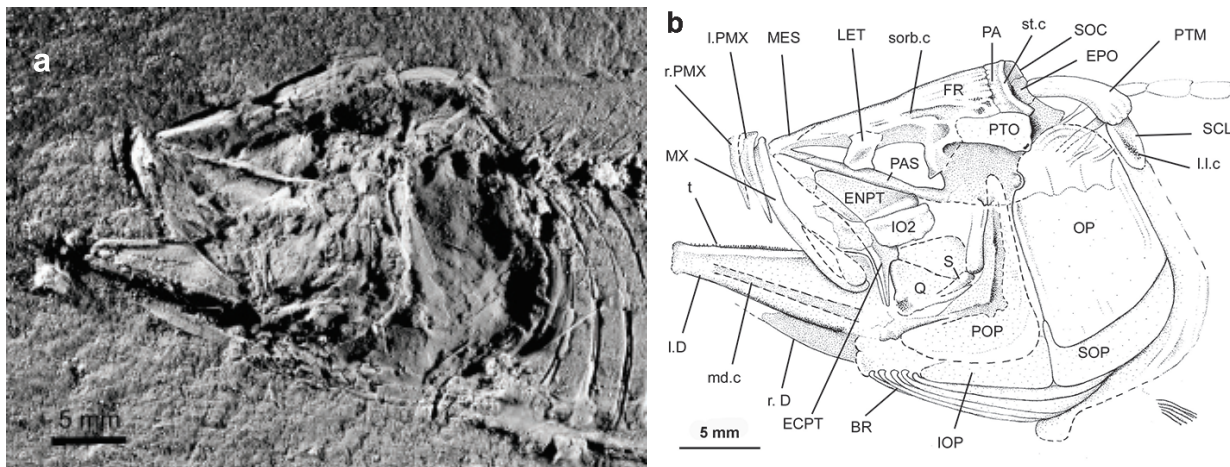 a
5 mm
b
l.PMX
MES
LET
sorb.c
PA
st.c
SOC
EPO
PTM
r.PMX
FR
PTO
SCL
MX
PAS
l.l.c
t
ENPT
IO2
OP
S
Q
l.D
POP
SOP
md.c
r. D
ECPT
BR
IOP
5 mm